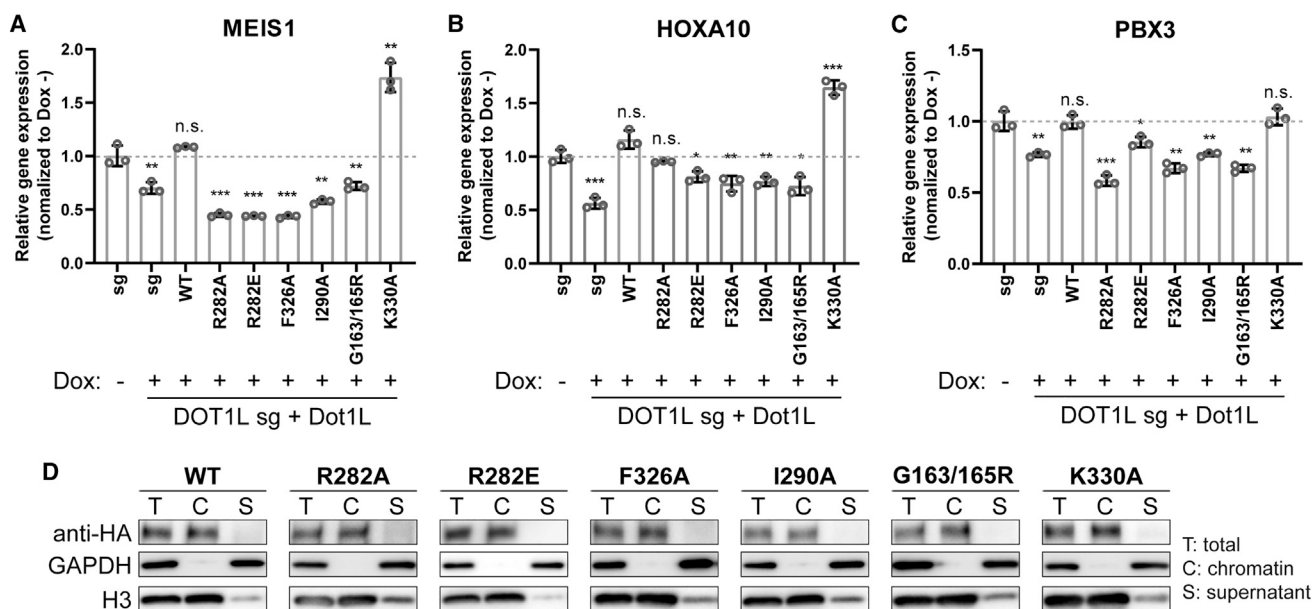 A
MEIS1
Relative gene expression
(nomalized to Dox -)
2.0
1.5
1.0
0.5
0.0
**
n.s.
***
***
***
**
**
**
sg
sg
WT
R282A
R282E
F326A
I290A
G163/165R
K330A
Dox: - + + + + + + + +
DOT1L sg + Dot1L
B
HOXA10
Relative gene expression
(nomalized to Dox -)
2.0
1.5
1.0
0.5
0.0
***
n.s.
n.s.
*
**
**
*
***
sg
sg
WT
R282A
R282E
F326A
I290A
G163/165R
K330A
Dox: - + + + + + + + +
DOT1L sg + Dot1L
C
PBX3
Relative gene expression
(nomalized to Dox -)
1.5
1.0
0.5
0.0
**
n.s.
***
*
**
**
**
n.s.
sg
sg
WT
R282A
R282E
F326A
I290A
G163/165R
K330A
Dox: - + + + + + + + +
DOT1L sg + Dot1L
D
WT R282A R282E F326A I290A G163/165R K330A
T C S T C S T C S T C S T C S T C S T C S
anti-HA
GAPDH
H3
T: total
C: chromatin
S: supernatant